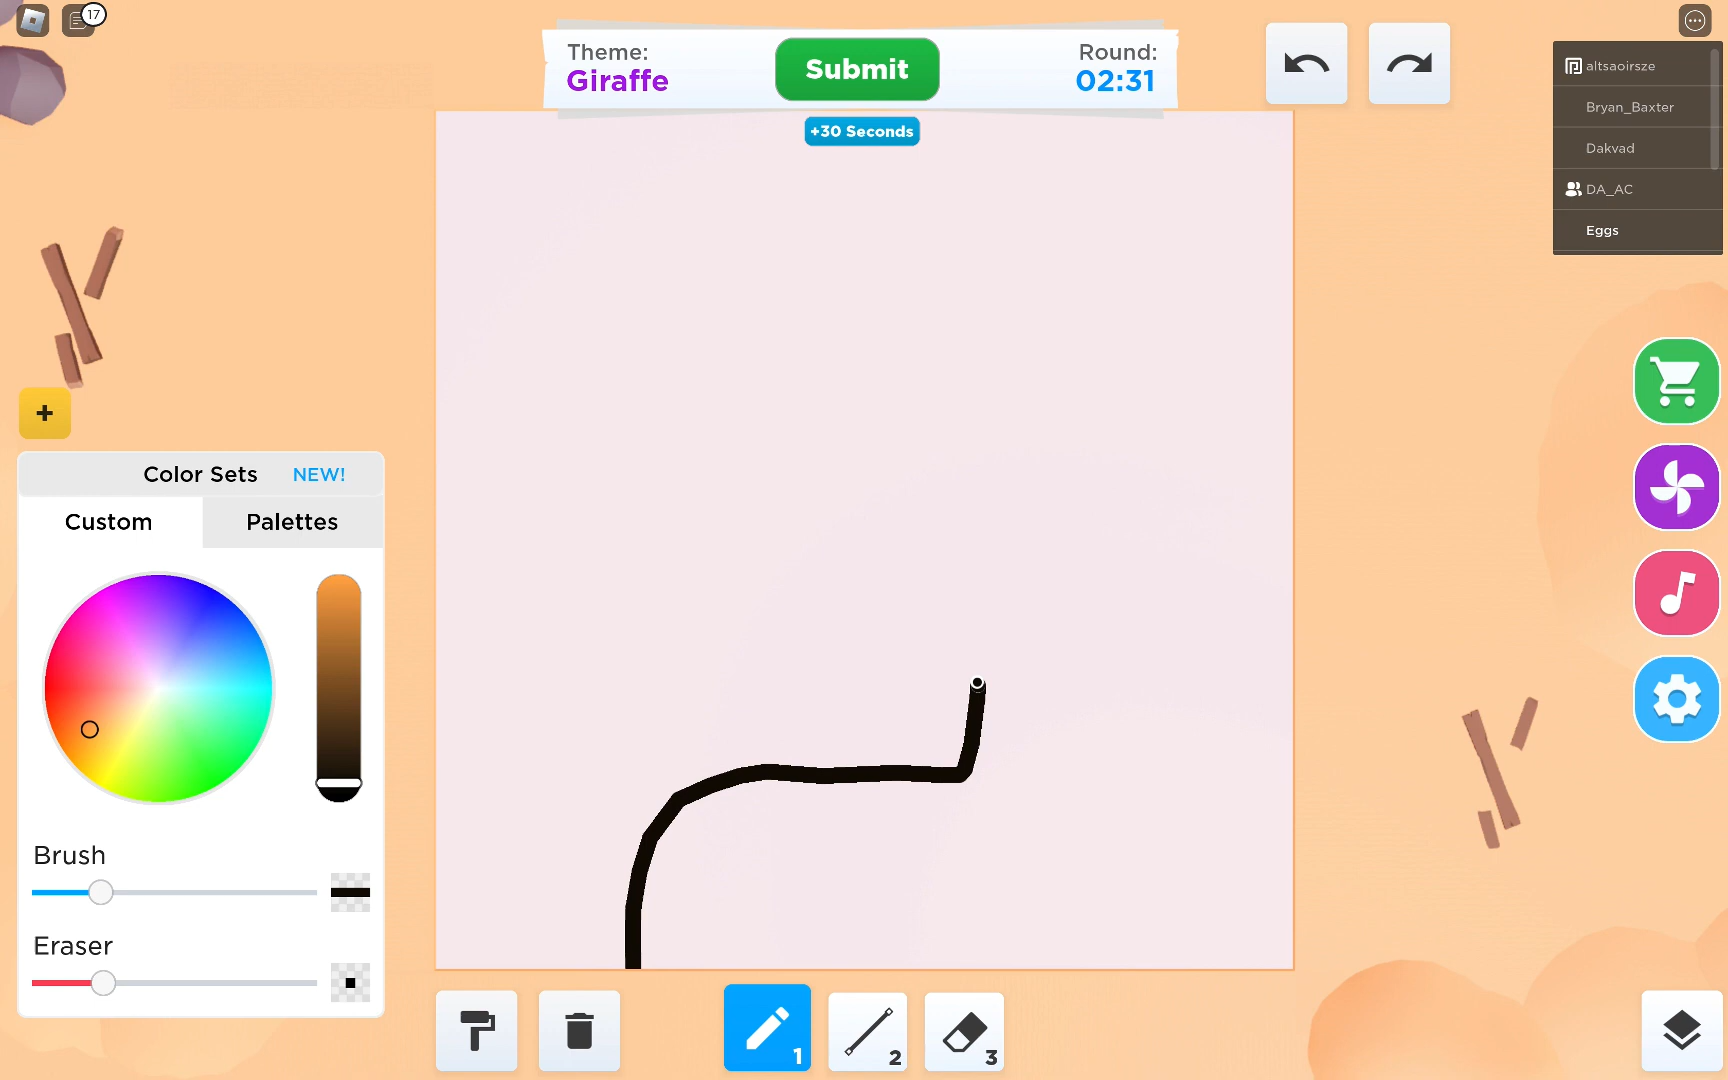 17
Theme:
Giraffe
Submit
Round:
02:31
+30 Seconds
altsaoirsze
Bryan_Baxter
Dakvad
DA_AC
Eggs
+
Color Sets NEW!
Custom Palettes
Brush
Eraser
1
2
3